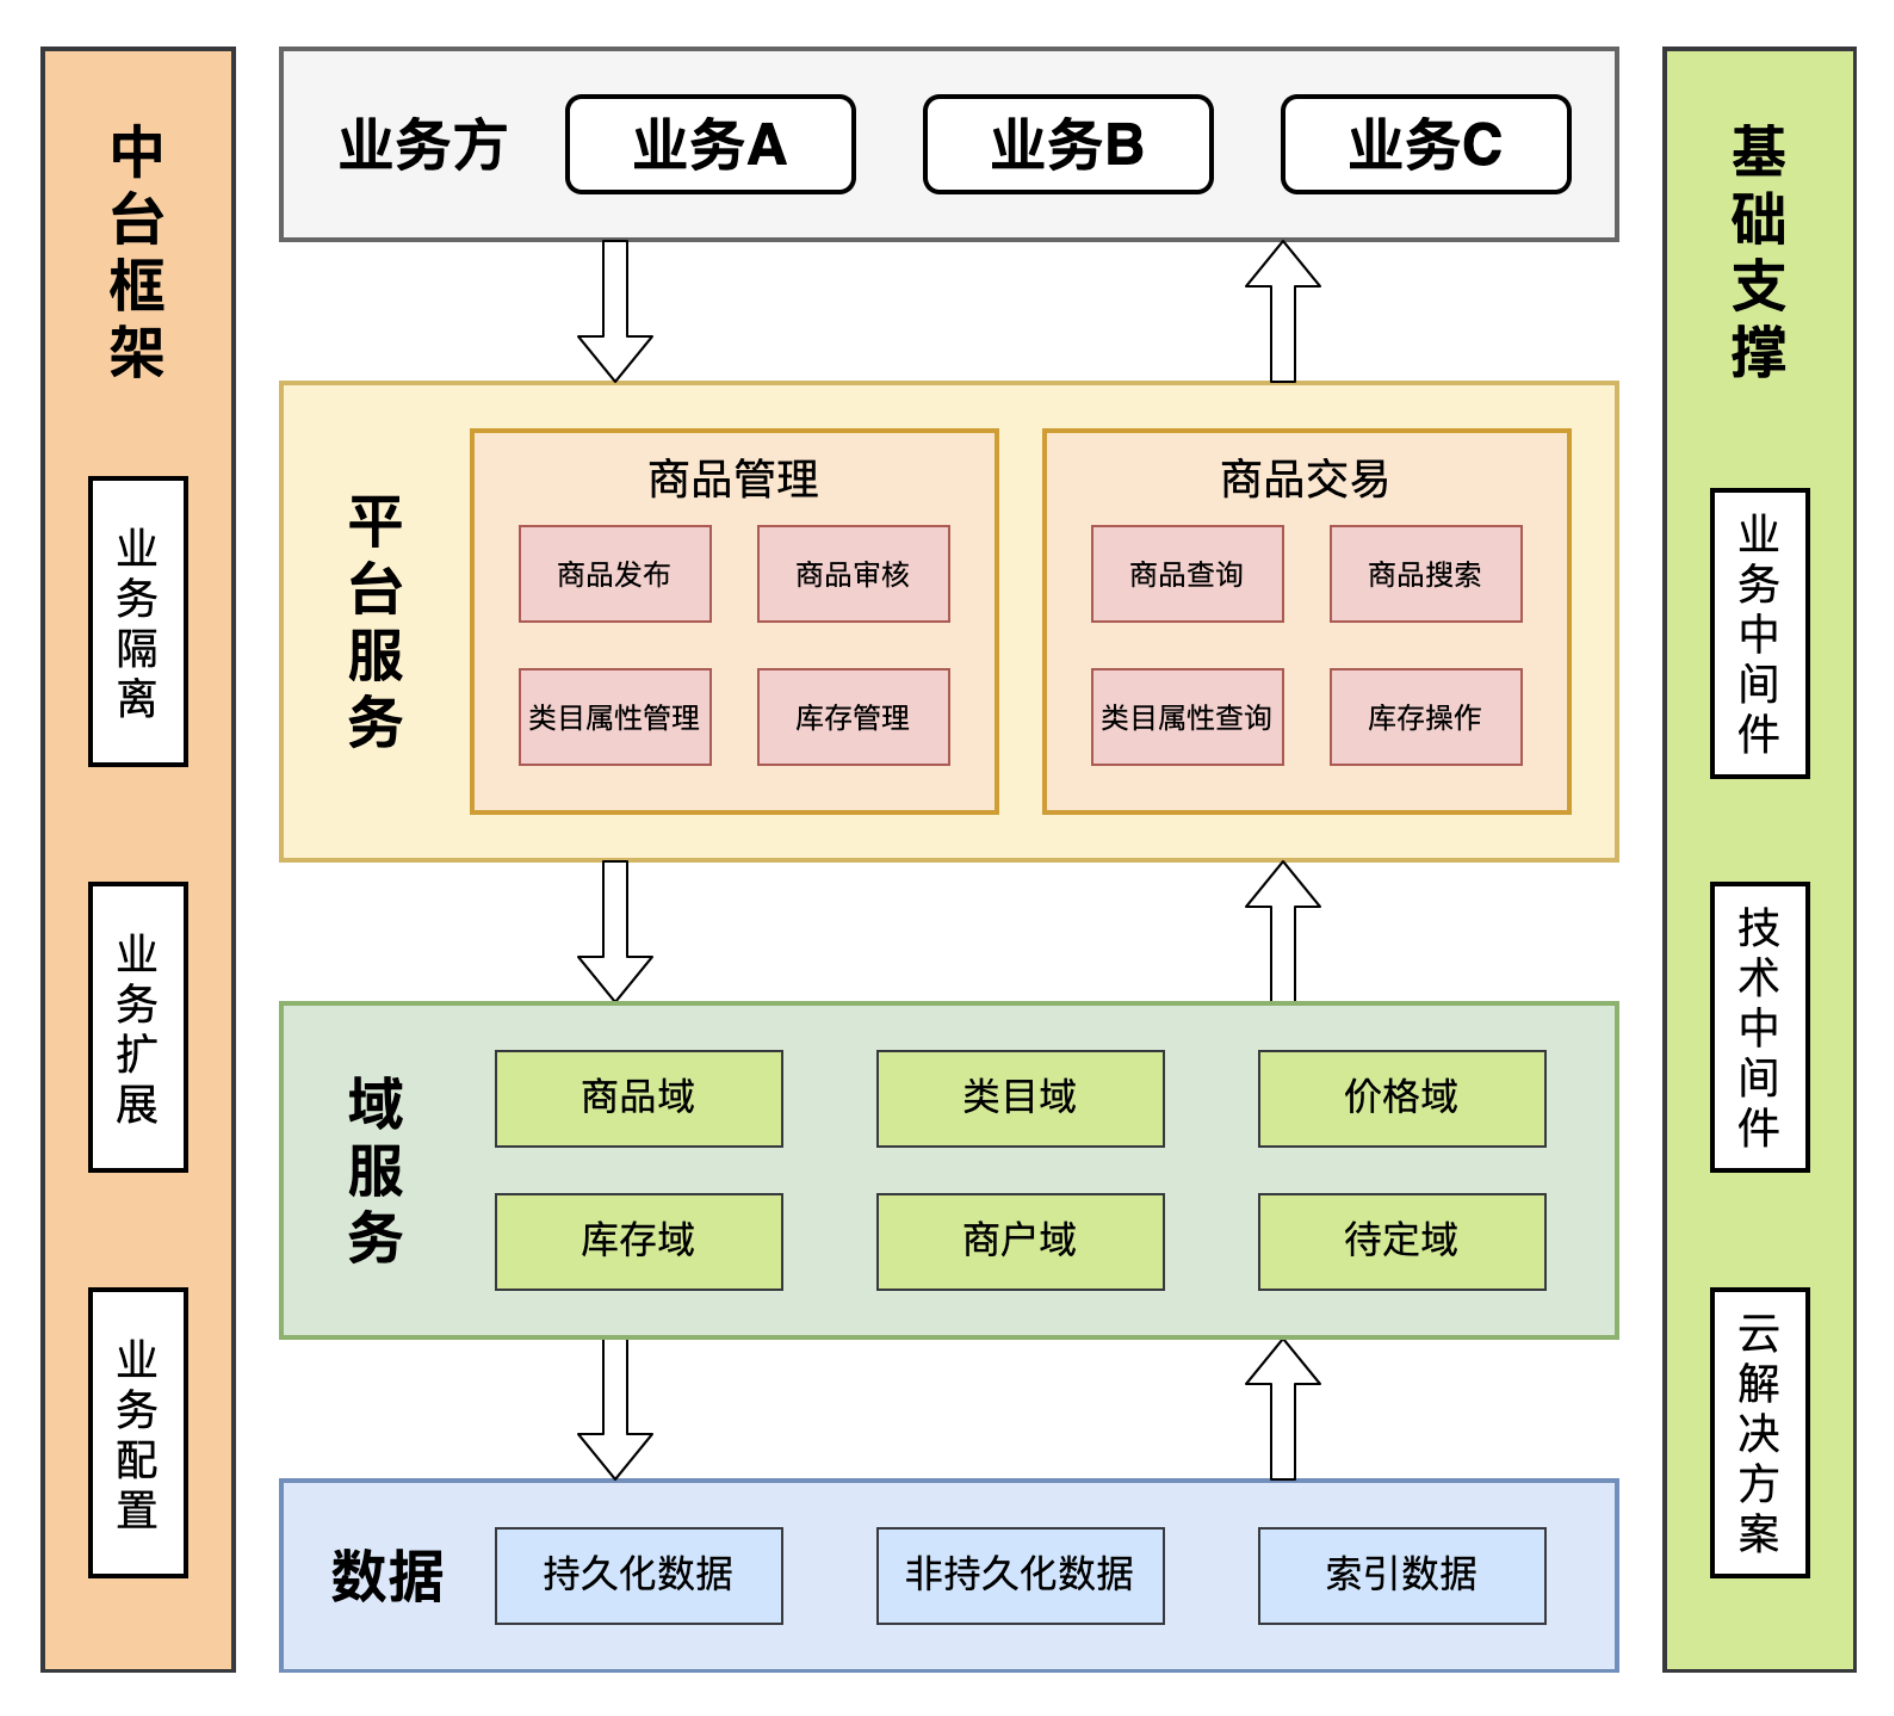 中台框架
业务隔离
业务扩展
业务配置
业务方
业务A
业务B
业务C
平台服务
商品管理
商品发布
商品审核
类目属性管理
库存管理
商品交易
商品查询
商品搜索
类目属性查询
库存操作
域服务
商品域
类目域
价格域
库存域
商户域
待定域
数据
持久化数据
非持久化数据
索引数据
基础支撑
业务中间件
技术中间件
云解决方案